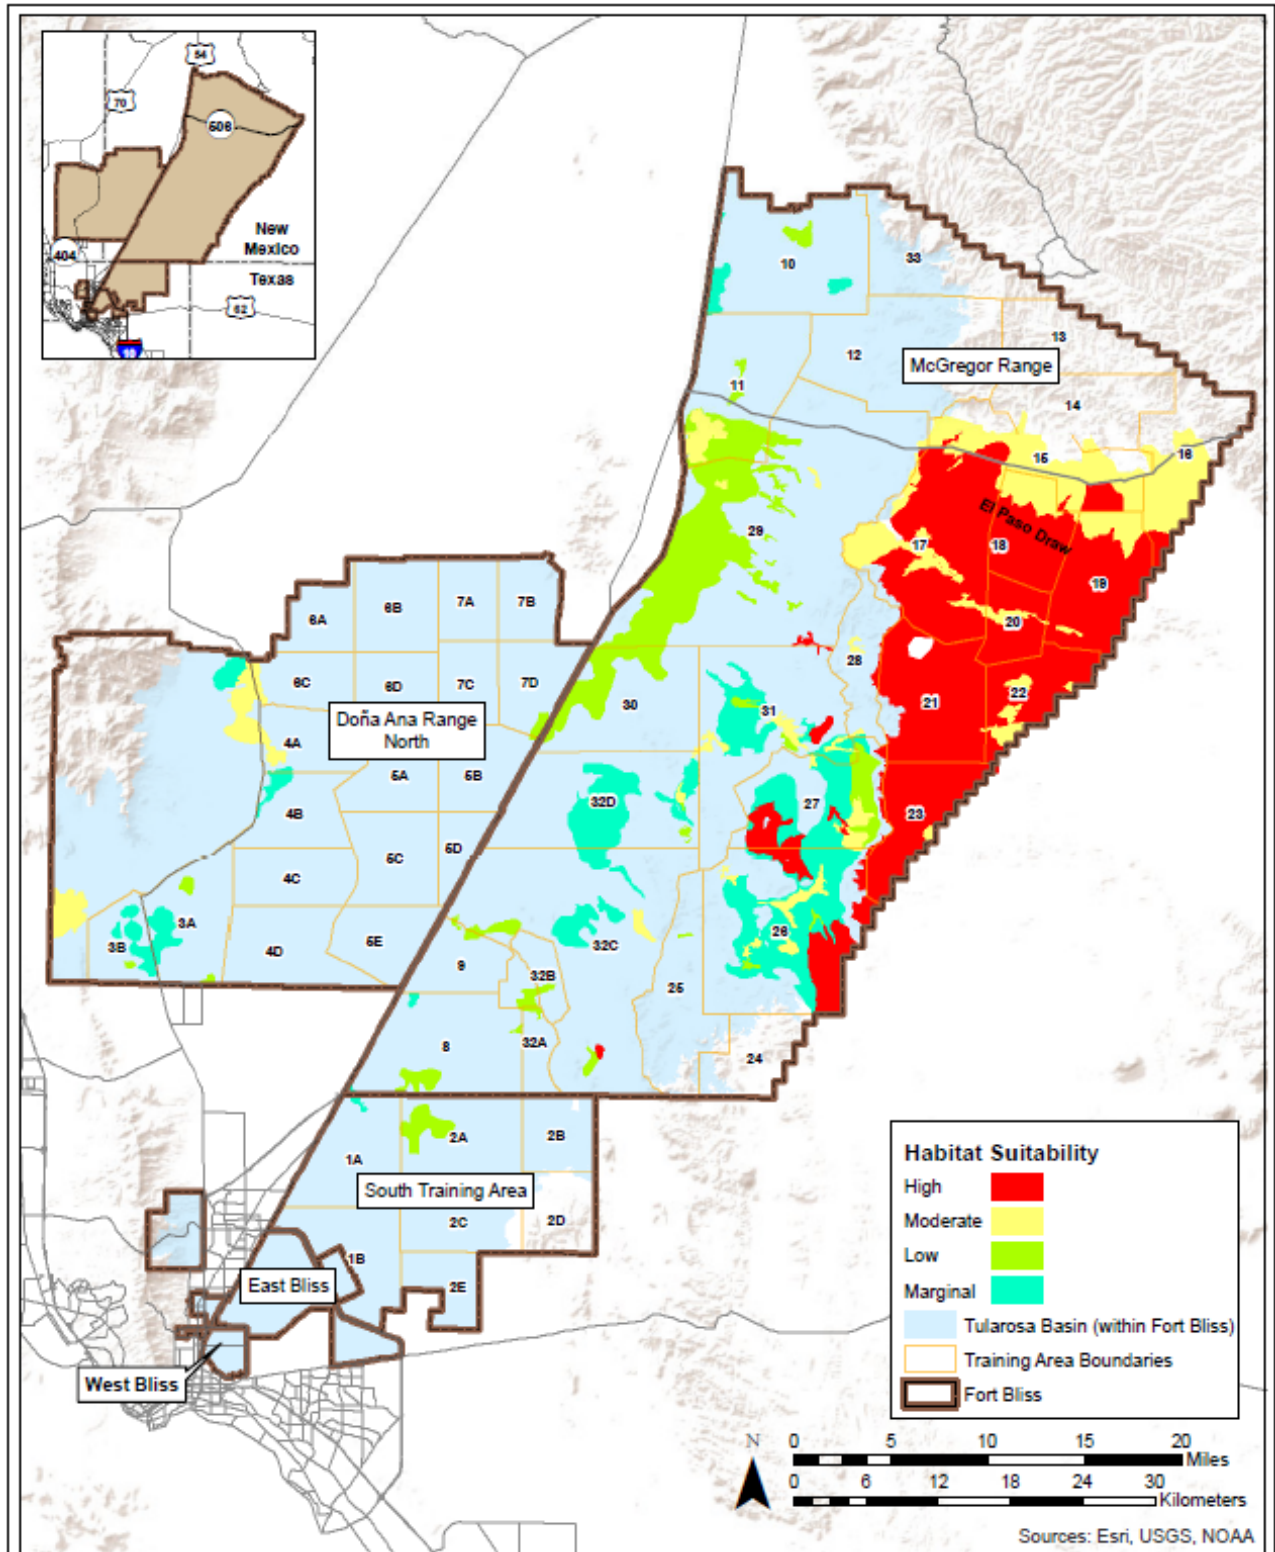 54
70
506
New
Mexico
404
Texas
62
10
10
33
13
12
McGregor Range
11
14
15
16
El Paso Draw
29
17
18
19
6A
6B
7A
7B
20
6C
6D
7C
7D
28
30
31
21
22
Doña Ana Range
North
4A
5A
5B
32D
27
4B
23
5C
5D
4C
3A
3B
4D
5E
32C
26
9
32B
25
8
32A
24
2A
2B
1A
South Training Area
2C
2D
1B
East Bliss
2E
West Bliss
Habitat Suitability
High
Moderate
Low
Marginal
Tularosa Basin (within Fort Bliss)
Training Area Boundaries
Fort Bliss
N
0 5 10 15 20
Miles
0 6 12 18 24 30
Kilometers
Sources: Esri, USGS, NOAA